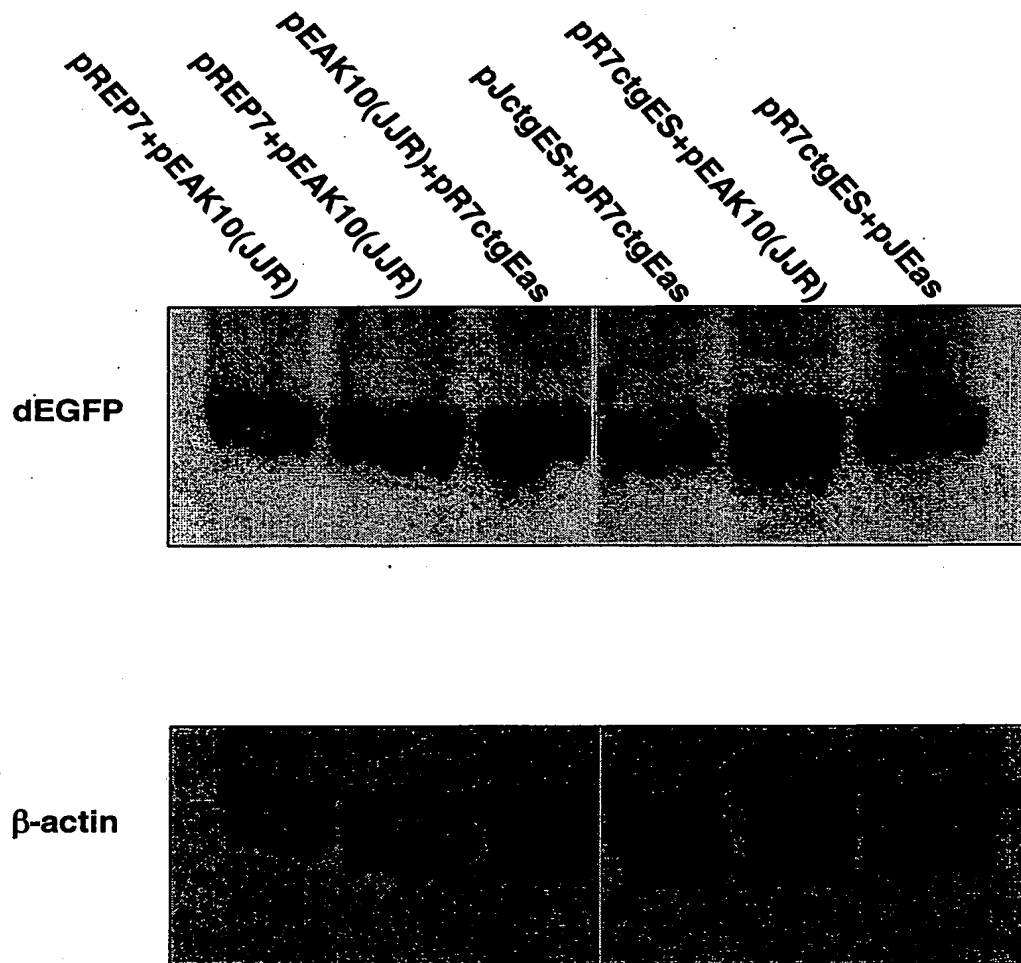 pREP7+pEAK10(JJR)
pREP7+pEAK10(JJR)
pEAK10(JJR)+pR7ctgEas
pJctgES+pR7ctgEas
pR7ctgES+pEAK10(JJR)
pR7ctgES+pJEas
dEGFP
β-actin